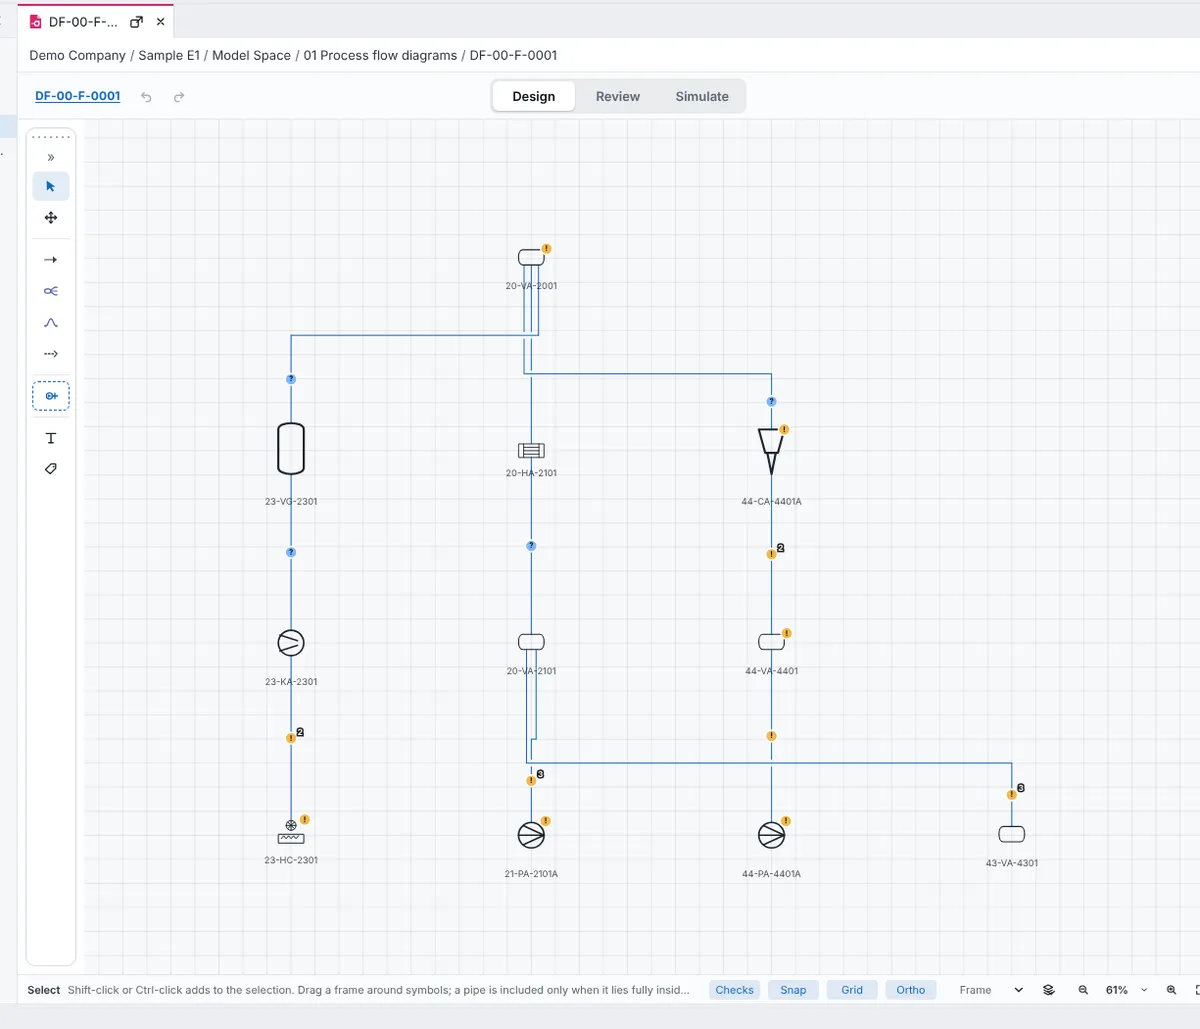 DF-00-F-...
Demo Company / Sample E1 / Model Space / 01 Process flow diagrams / DF-00-F-0001
DF-00-F-0001
Design Review Simulate
!
20-VA-2001
?
?
!
20-HA-2101
23-VG-2301
44-CA-4401A
?
?
! 2
!
20-VA-2101
44-VA-4401
23-KA-2301
! 2
!
! 3
! 3
!
!
!
23-HC-2301
43-VA-4301
21-PA-2101A
44-PA-4401A
T
Select Shift-click or Ctrl-click adds to the selection. Drag a frame around symbols; a pipe is included only when it lies fully insid... Checks Snap Grid Ortho Frame 61%